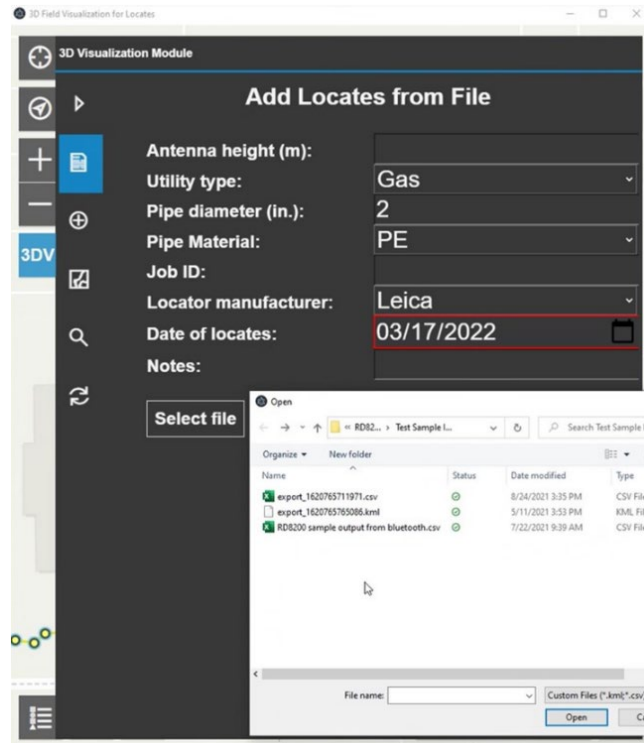 3D Field Visualization for Locates
3D Visualization Module
Add Locates from File
Antenna height (m):
Utility type: Gas
Pipe diameter (in.): 2
Pipe Material: PE
Job ID:
Locator manufacturer: Leica
Date of locates: 03/17/2022
Notes:
3DV
Select file
Open
« RD82... › Test Sample I...
Search Test Sample
Organize
New folder
Name Status Date modified Type
export_1620765711971.csv 8/24/2021 3:35 PM CSV File
export_1620765765086.kml 5/11/2021 3:53 PM KML Fil
RD8200 sample output from bluetooth.csv 7/22/2021 9:39 AM CSV File
File name:
Custom Files (*.kml;*.csv)
Open